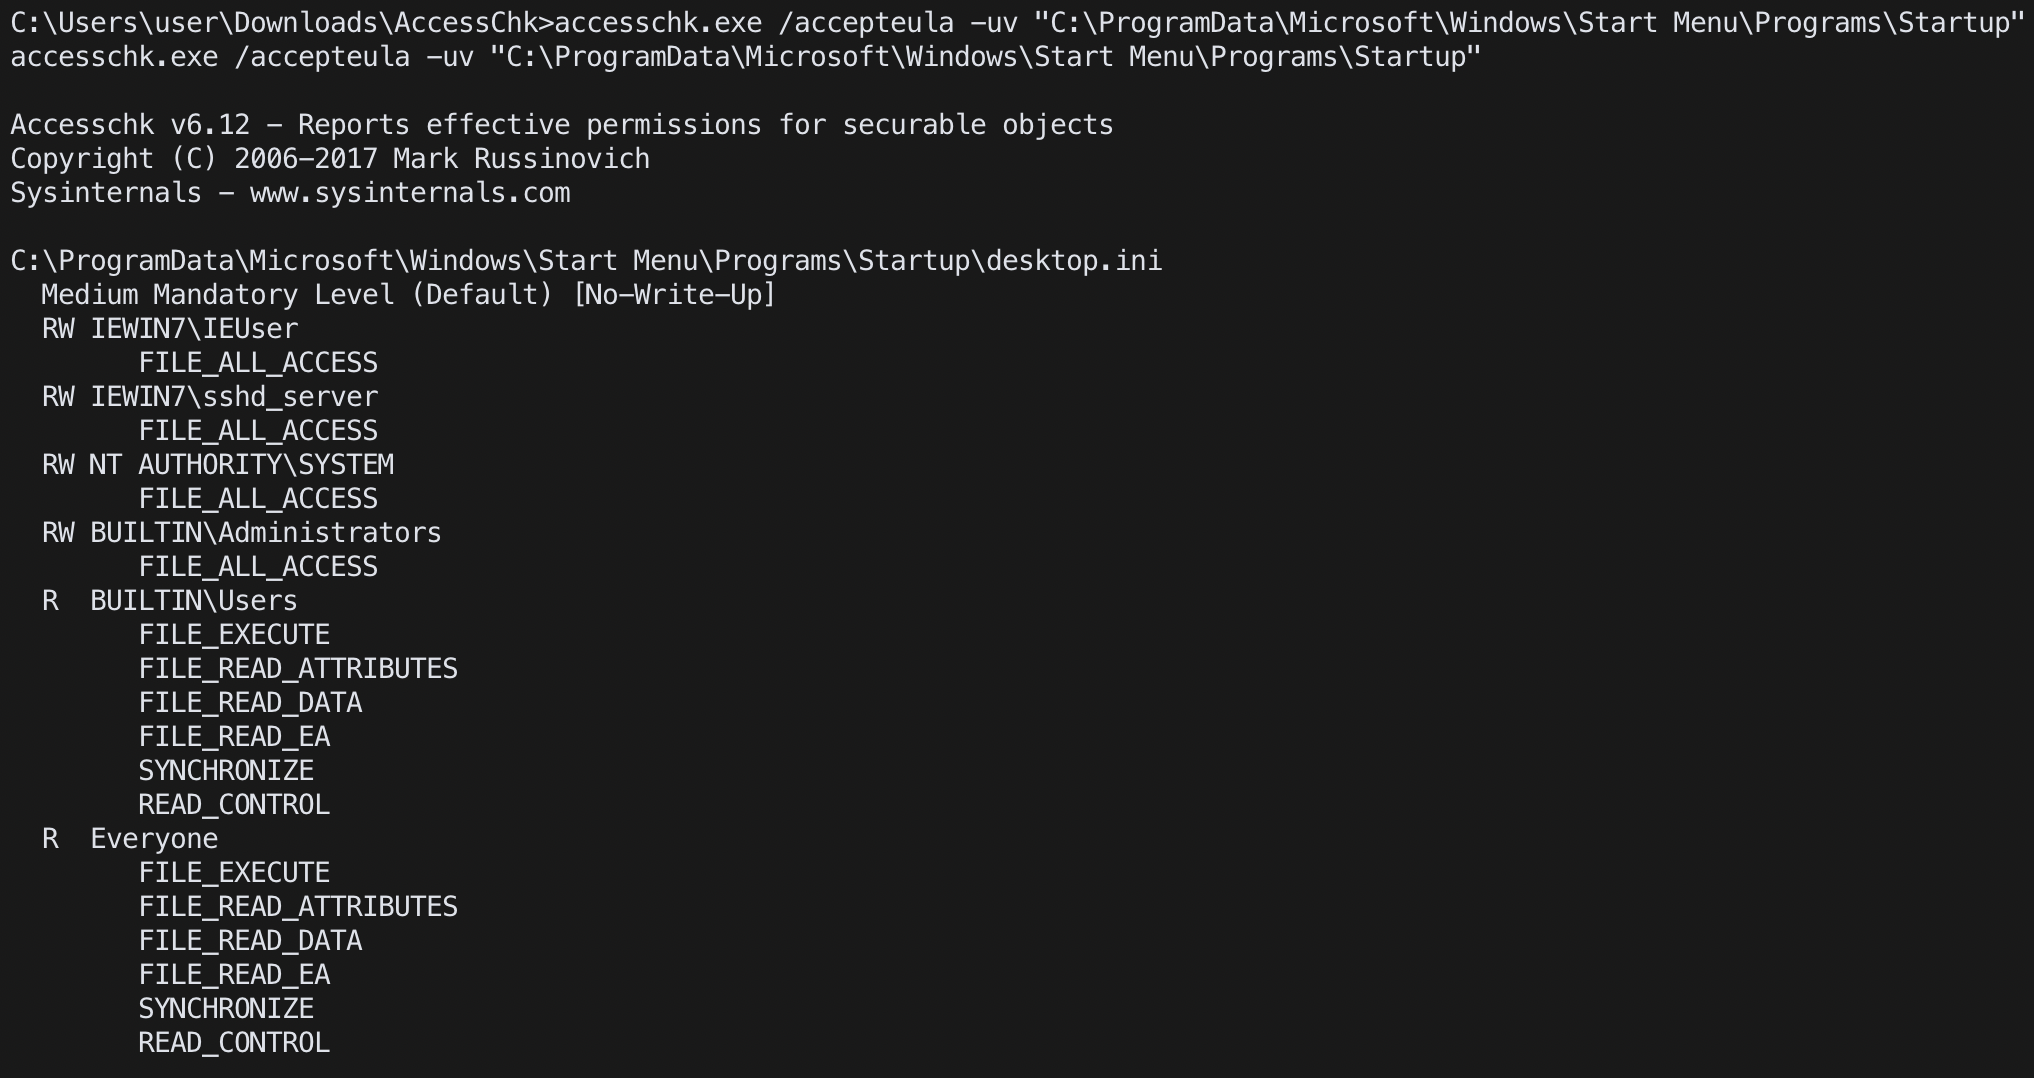 C:\Users\user\Downloads\AccessChk>accesschk.exe /accepteula -uv "C:\ProgramData\Microsoft\Windows\Start Menu\Programs\Startup"
accesschk.exe /accepteula -uv "C:\ProgramData\Microsoft\Windows\Start Menu\Programs\Startup"

Accesschk v6.12 - Reports effective permissions for securable objects
Copyright (C) 2006-2017 Mark Russinovich
Sysinternals - www.sysinternals.com

C:\ProgramData\Microsoft\Windows\Start Menu\Programs\Startup\desktop.ini
  Medium Mandatory Level (Default) [No-Write-Up]
  RW IEWIN7\IEUser
        FILE_ALL_ACCESS
  RW IEWIN7\sshd_server
        FILE_ALL_ACCESS
  RW NT AUTHORITY\SYSTEM
        FILE_ALL_ACCESS
  RW BUILTIN\Administrators
        FILE_ALL_ACCESS
  R  BUILTIN\Users
        FILE_EXECUTE
        FILE_READ_ATTRIBUTES
        FILE_READ_DATA
        FILE_READ_EA
        SYNCHRONIZE
        READ_CONTROL
  R  Everyone
        FILE_EXECUTE
        FILE_READ_ATTRIBUTES
        FILE_READ_DATA
        FILE_READ_EA
        SYNCHRONIZE
        READ_CONTROL